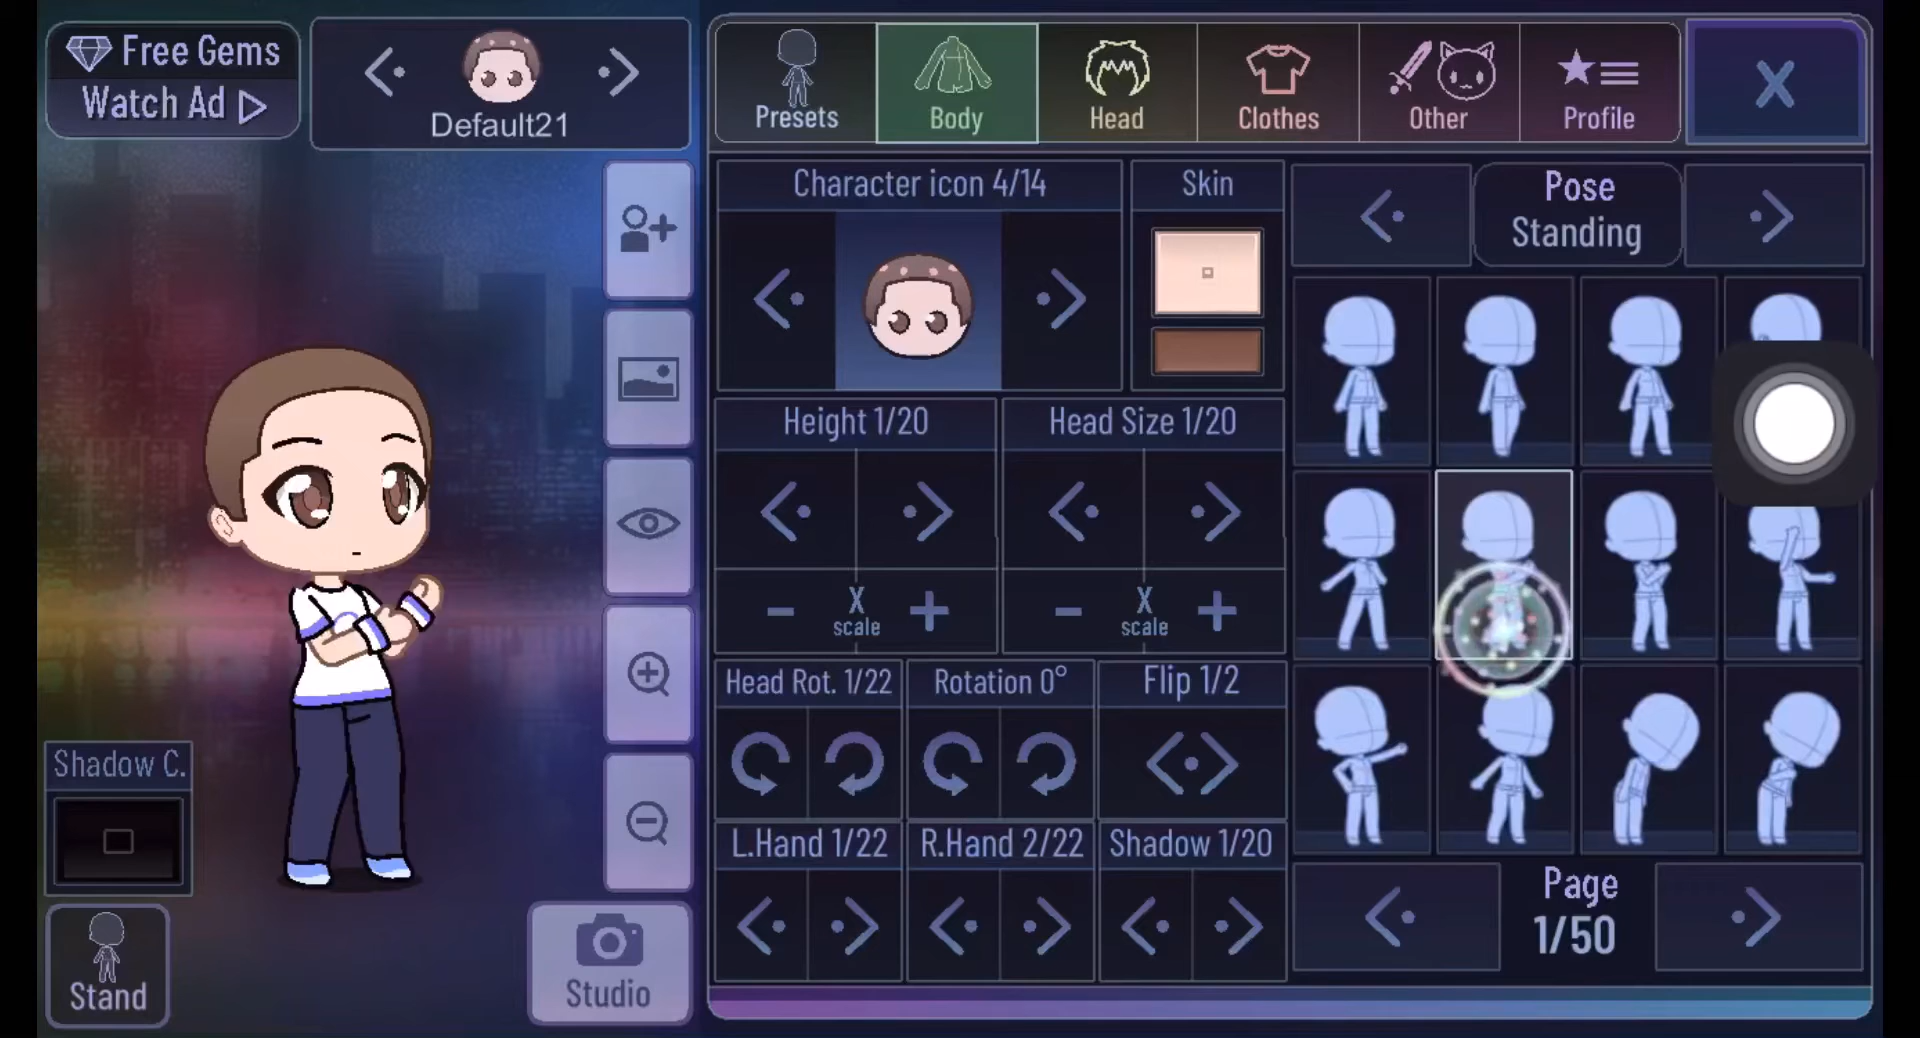 Free Gems
Watch Ad
Default21
Presets
Body
Head
Clothes
Other
Profile
X
Character icon 4/14
Skin
Pose
Standing
Height 1/20
Head Size 1/20
X
scale
X
scale
Head Rot. 1/22
Rotation 0°
Flip 1/2
Shadow C.
L.Hand 1/22
R.Hand 2/22
Shadow 1/20
Page
1/50
Stand
Studio